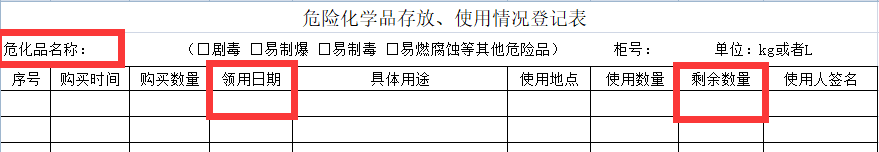 危险化学品存放、使用情况登记表
危化品名称： （□剧毒 □易制爆 □易制毒 □易燃腐蚀等其他危险品） 柜号： 单位：kg或者L
序号 购买时间 购买数量 领用日期 具体用途 使用地点 使用数量 剩余数量 使用人签名